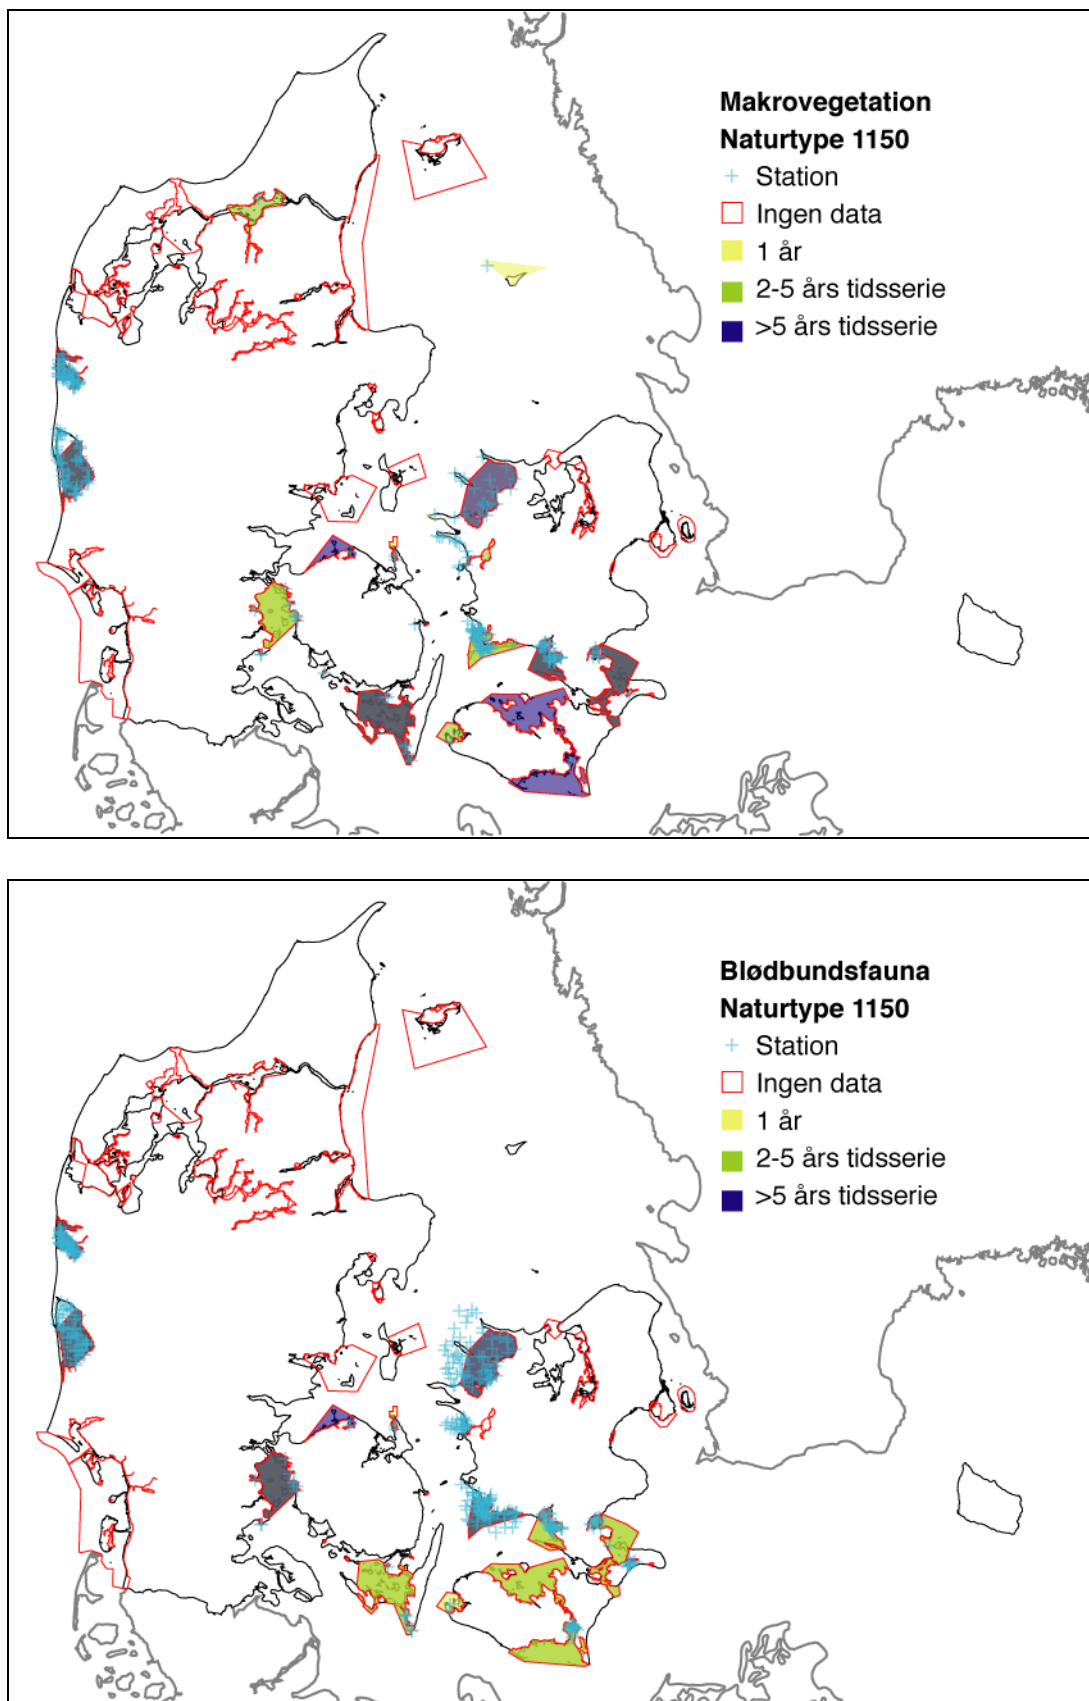 Makrovegetation
Naturtype 1150
Station
Ingen data
1 år
2-5 års tidsserie
>5 års tidsserie
Blødbundsfauna
Naturtype 1150
Station
Ingen data
1 år
2-5 års tidsserie
>5 års tidsserie